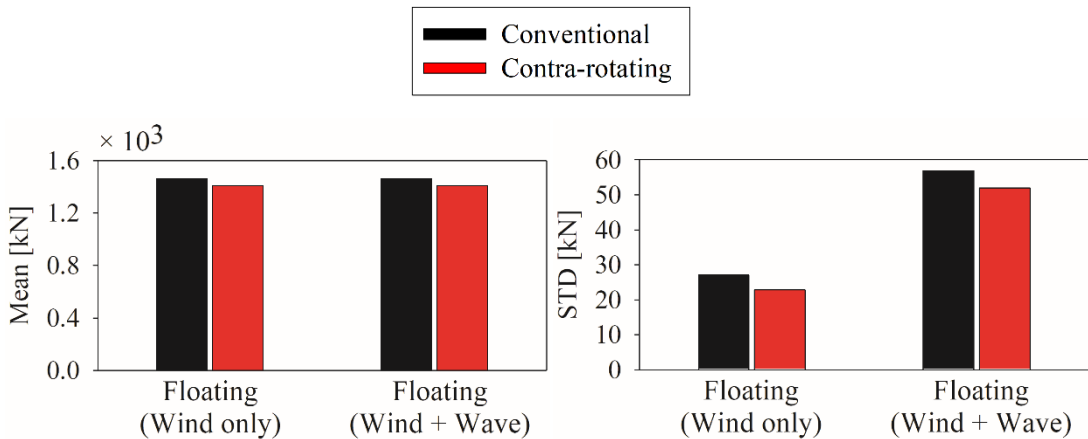 Conventional
Contra-rotating
× 10³
1.6
1.2
0.8
0.4
0.0
Mean [kN]
Floating
(Wind only)
Floating
(Wind + Wave)
60
50
40
30
20
10
0
STD [kN]
Floating
(Wind only)
Floating
(Wind + Wave)